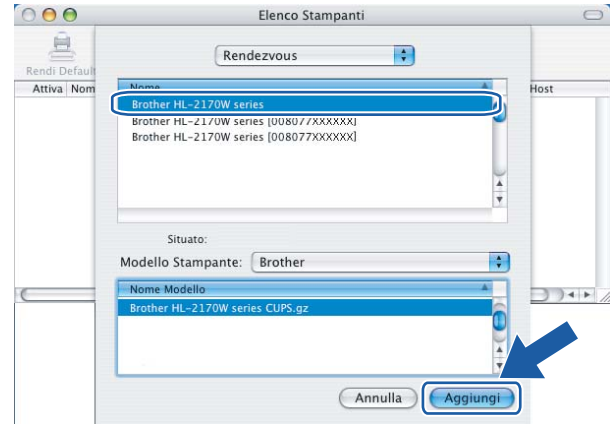 Elenco Stampanti
Rendezvous
Rendi Default
Attiva Nom
Nome
Host
Brother HL-2170W series
Brother HL-2170W series [008077XXXXXX]
Brother HL-2170W series [008077XXXXXX]
Situato:
Modello Stampante: Brother
Nome Modello
Brother HL-2170W series CUPS.gz
Annulla Aggiungi